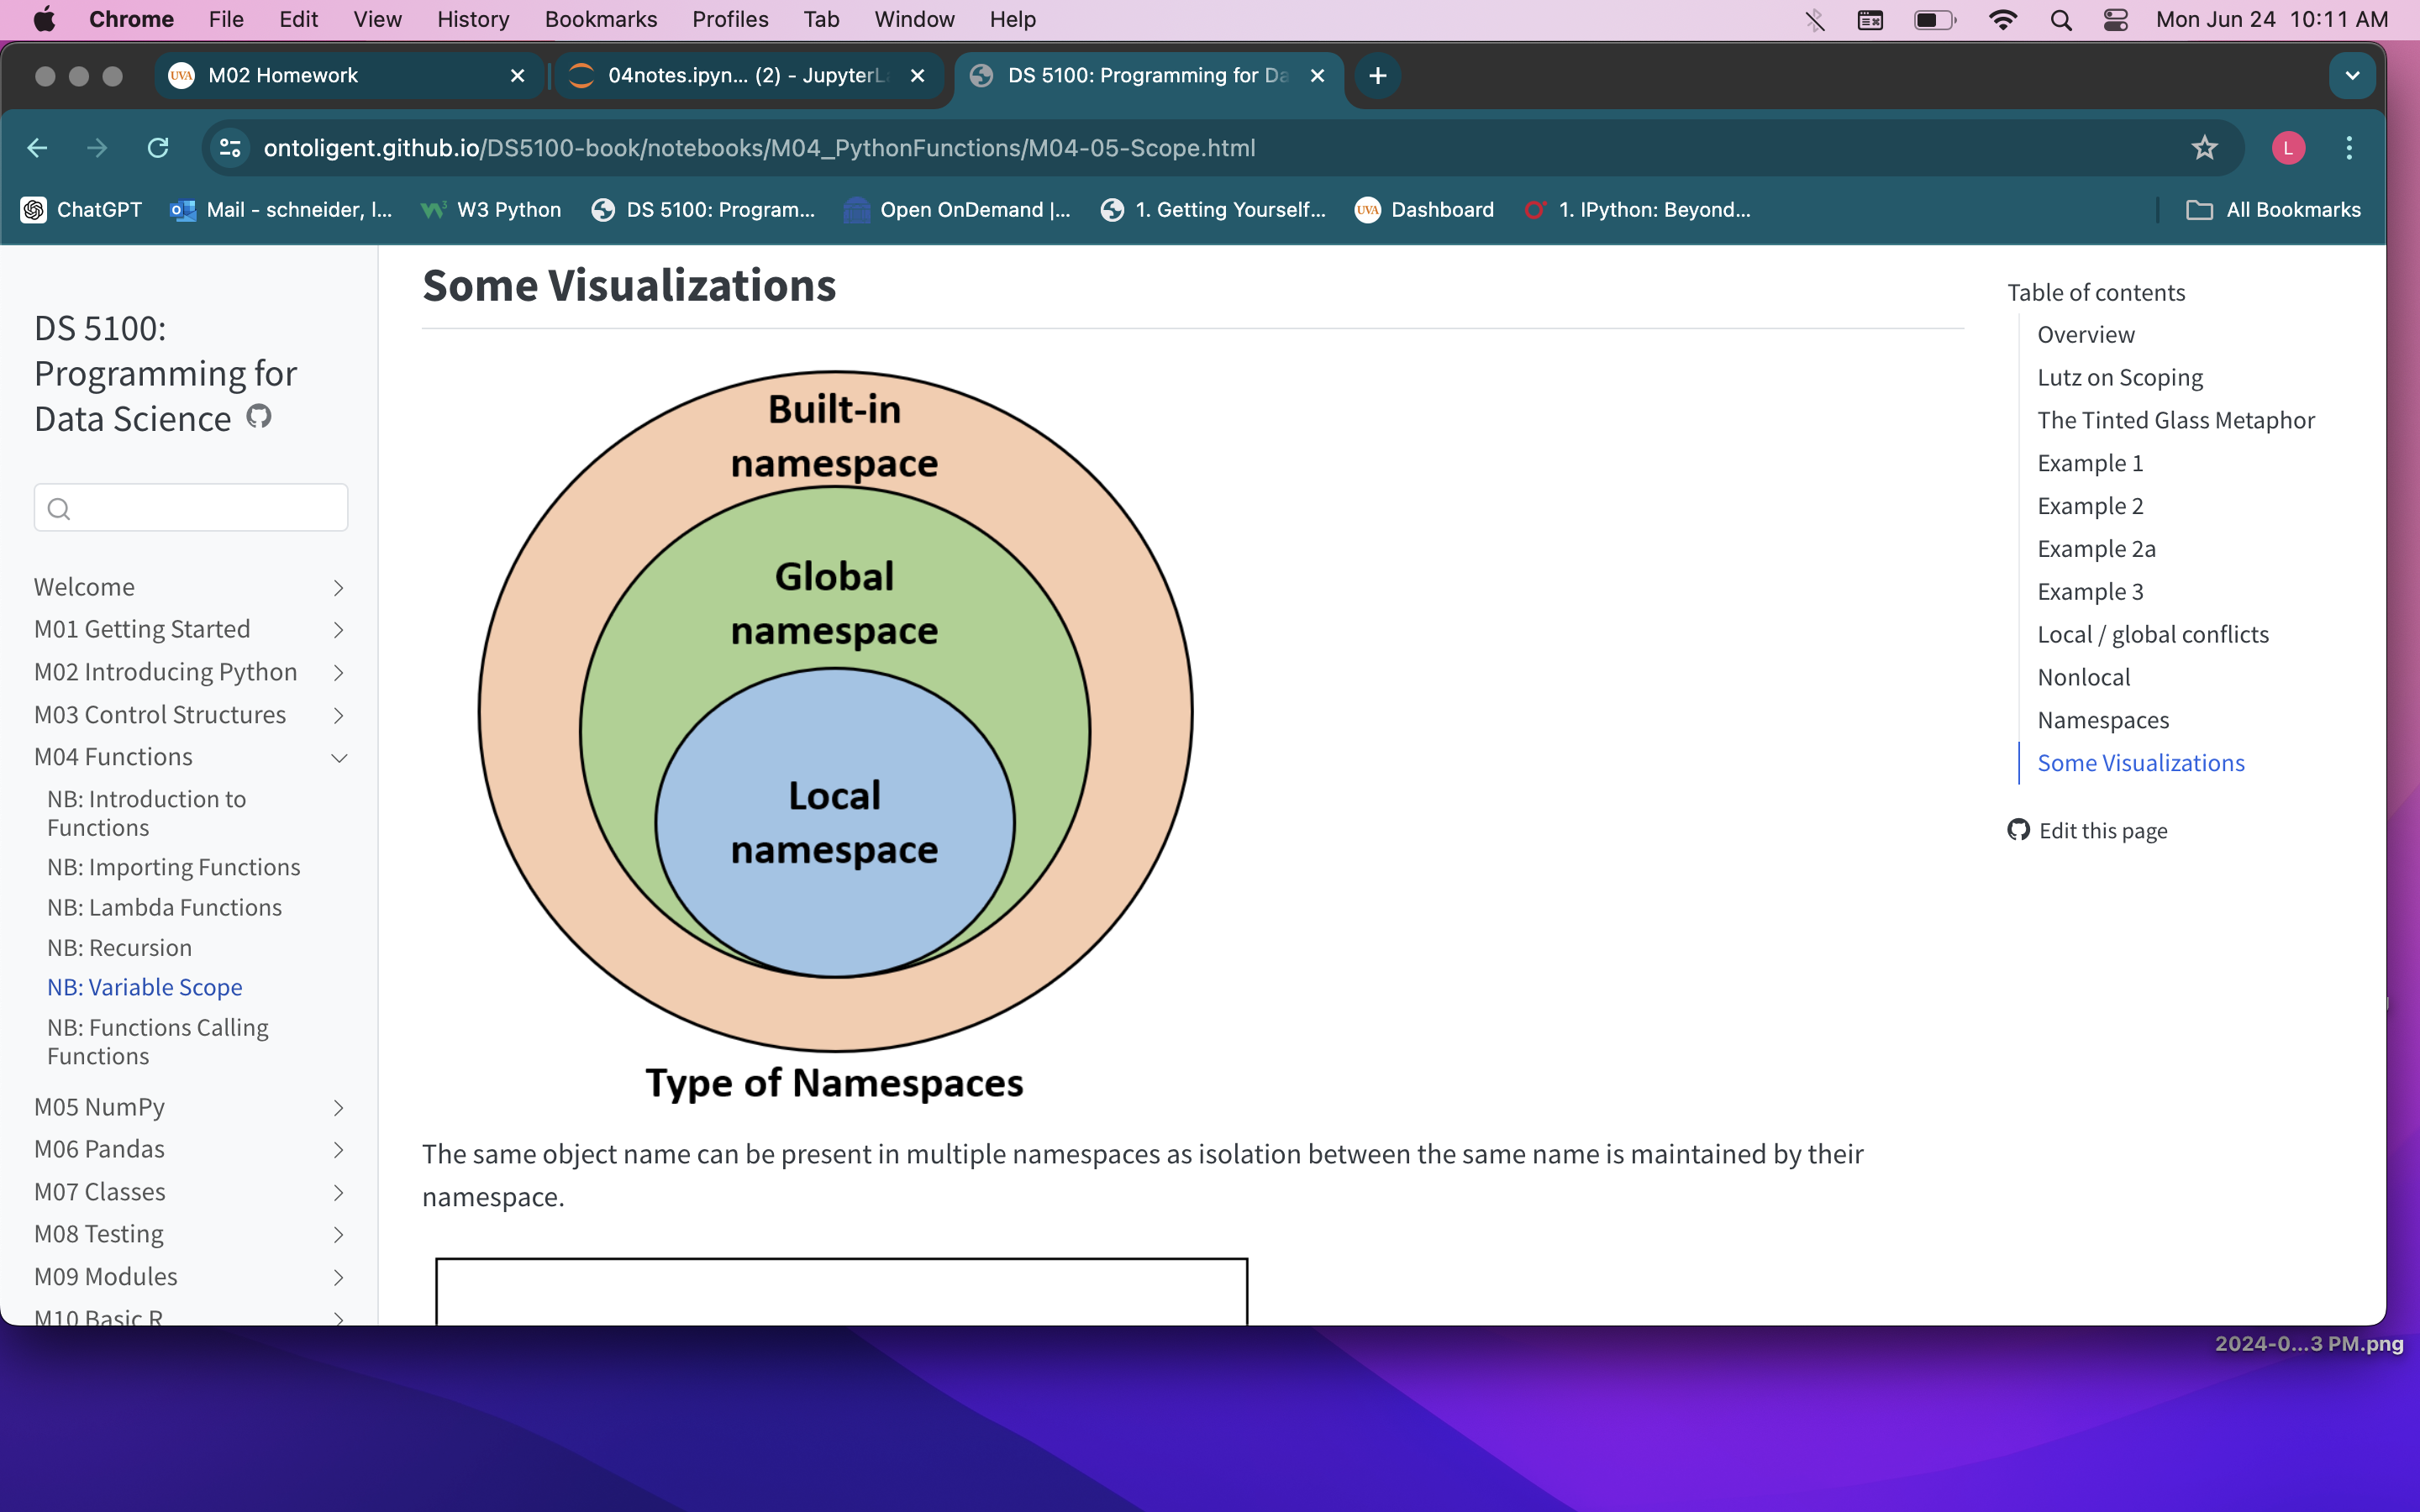 Chrome File Edit View History Bookmarks Profiles Tab Window Help Mon Jun 24 10:11 AM
M02 Homework 04notes.ipyn... (2) - JupyterL DS 5100: Programming for Da
ontoligent.github.io/DS5100-book/notebooks/M04_PythonFunctions/M04-05-Scope.html L
ChatGPT Mail - schneider, l... W3 Python DS 5100: Program... Open OnDemand |... 1. Getting Yourself... UVA Dashboard 1. IPython: Beyond... All Bookmarks
DS 5100:
Programming for
Data Science
Welcome
M01 Getting Started
M02 Introducing Python
M03 Control Structures
M04 Functions
NB: Introduction to
Functions
NB: Importing Functions
NB: Lambda Functions
NB: Recursion
NB: Variable Scope
NB: Functions Calling
Functions
M05 NumPy
M06 Pandas
M07 Classes
M08 Testing
M09 Modules
M10 Basic R
Some Visualizations
Built-in
namespace
Global
namespace
Local
namespace
Type of Namespaces
The same object name can be present in multiple namespaces as isolation between the same name is maintained by their
namespace.
Table of contents
Overview
Lutz on Scoping
The Tinted Glass Metaphor
Example 1
Example 2
Example 2a
Example 3
Local / global conflicts
Nonlocal
Namespaces
Some Visualizations
Edit this page
2024-0...3 PM.png